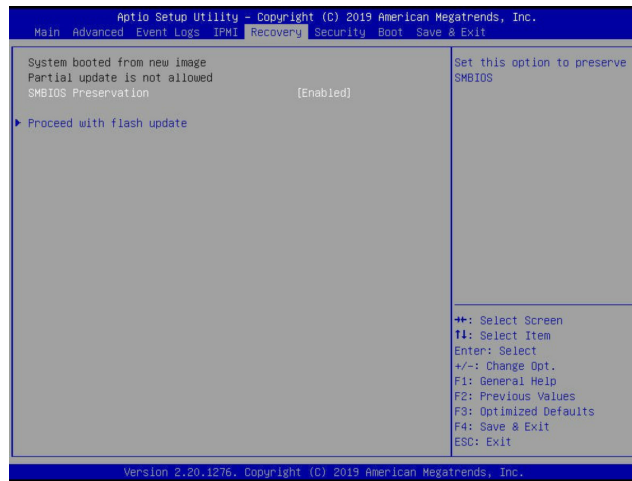 Aptio Setup Utility – Copyright (C) 2019 American Megatrends, Inc.
Main Advanced Event Logs IPMI Recovery Security Boot Save & Exit
System booted from new image
Partial update is not allowed
SMBIOS Preservation [Enabled]
Proceed with flash update
Set this option to preserve
SMBIOS
→←: Select Screen
↑↓: Select Item
Enter: Select
+/-: Change Opt.
F1: General Help
F2: Previous Values
F3: Optimized Defaults
F4: Save & Exit
ESC: Exit
Version 2.20.1276. Copyright (C) 2019 American Megatrends, Inc.